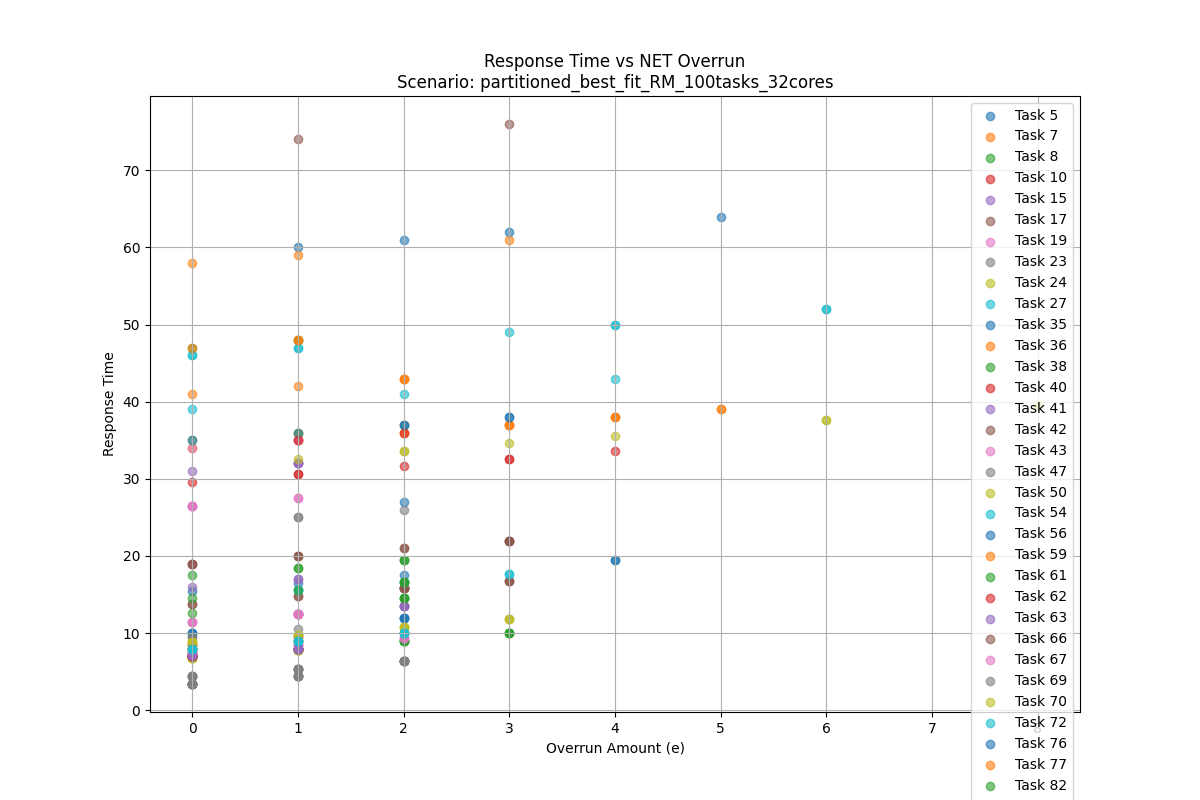 Response Time vs NET Overrun
Scenario: partitioned_best_fit_RM_100tasks_32cores
Response Time
70
60
50
40
30
20
10
0
0 1 2 3 4 5 6 7 8
Overrun Amount (e)
Task 5
Task 7
Task 8
Task 10
Task 15
Task 17
Task 19
Task 23
Task 24
Task 27
Task 35
Task 36
Task 38
Task 40
Task 41
Task 42
Task 43
Task 47
Task 50
Task 54
Task 56
Task 59
Task 61
Task 62
Task 63
Task 66
Task 67
Task 69
Task 70
Task 72
Task 76
Task 77
Task 82